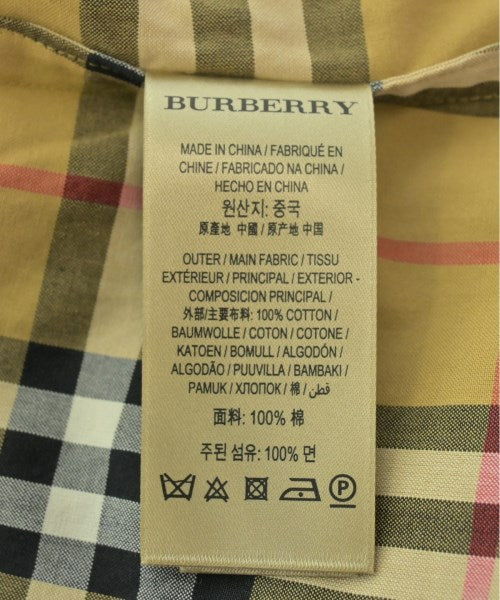 BURBERRY
MADE IN CHINA / FABRIQUÉ EN
CHINE / FABRICADO NA CHINA /
HECHO EN CHINA
원산지: 중국
原產地 中國 / 原产地 中国
OUTER / MAIN FABRIC / TISSU
EXTÉRIEUR / PRINCIPAL / EXTERIOR -
COMPOSICION PRINCIPAL /
外部/主要布料: 100% COTTON /
BAUMWOLLE / COTON / COTONE /
KATOEN / BOMULL / ALGODÓN /
ALGODÃO / PUUVILLA / BAMBAKI /
PAMUK / ХЛОПОК / 棉 / قطن /
面料: 100% 棉
주된 섬유: 100% 면
P